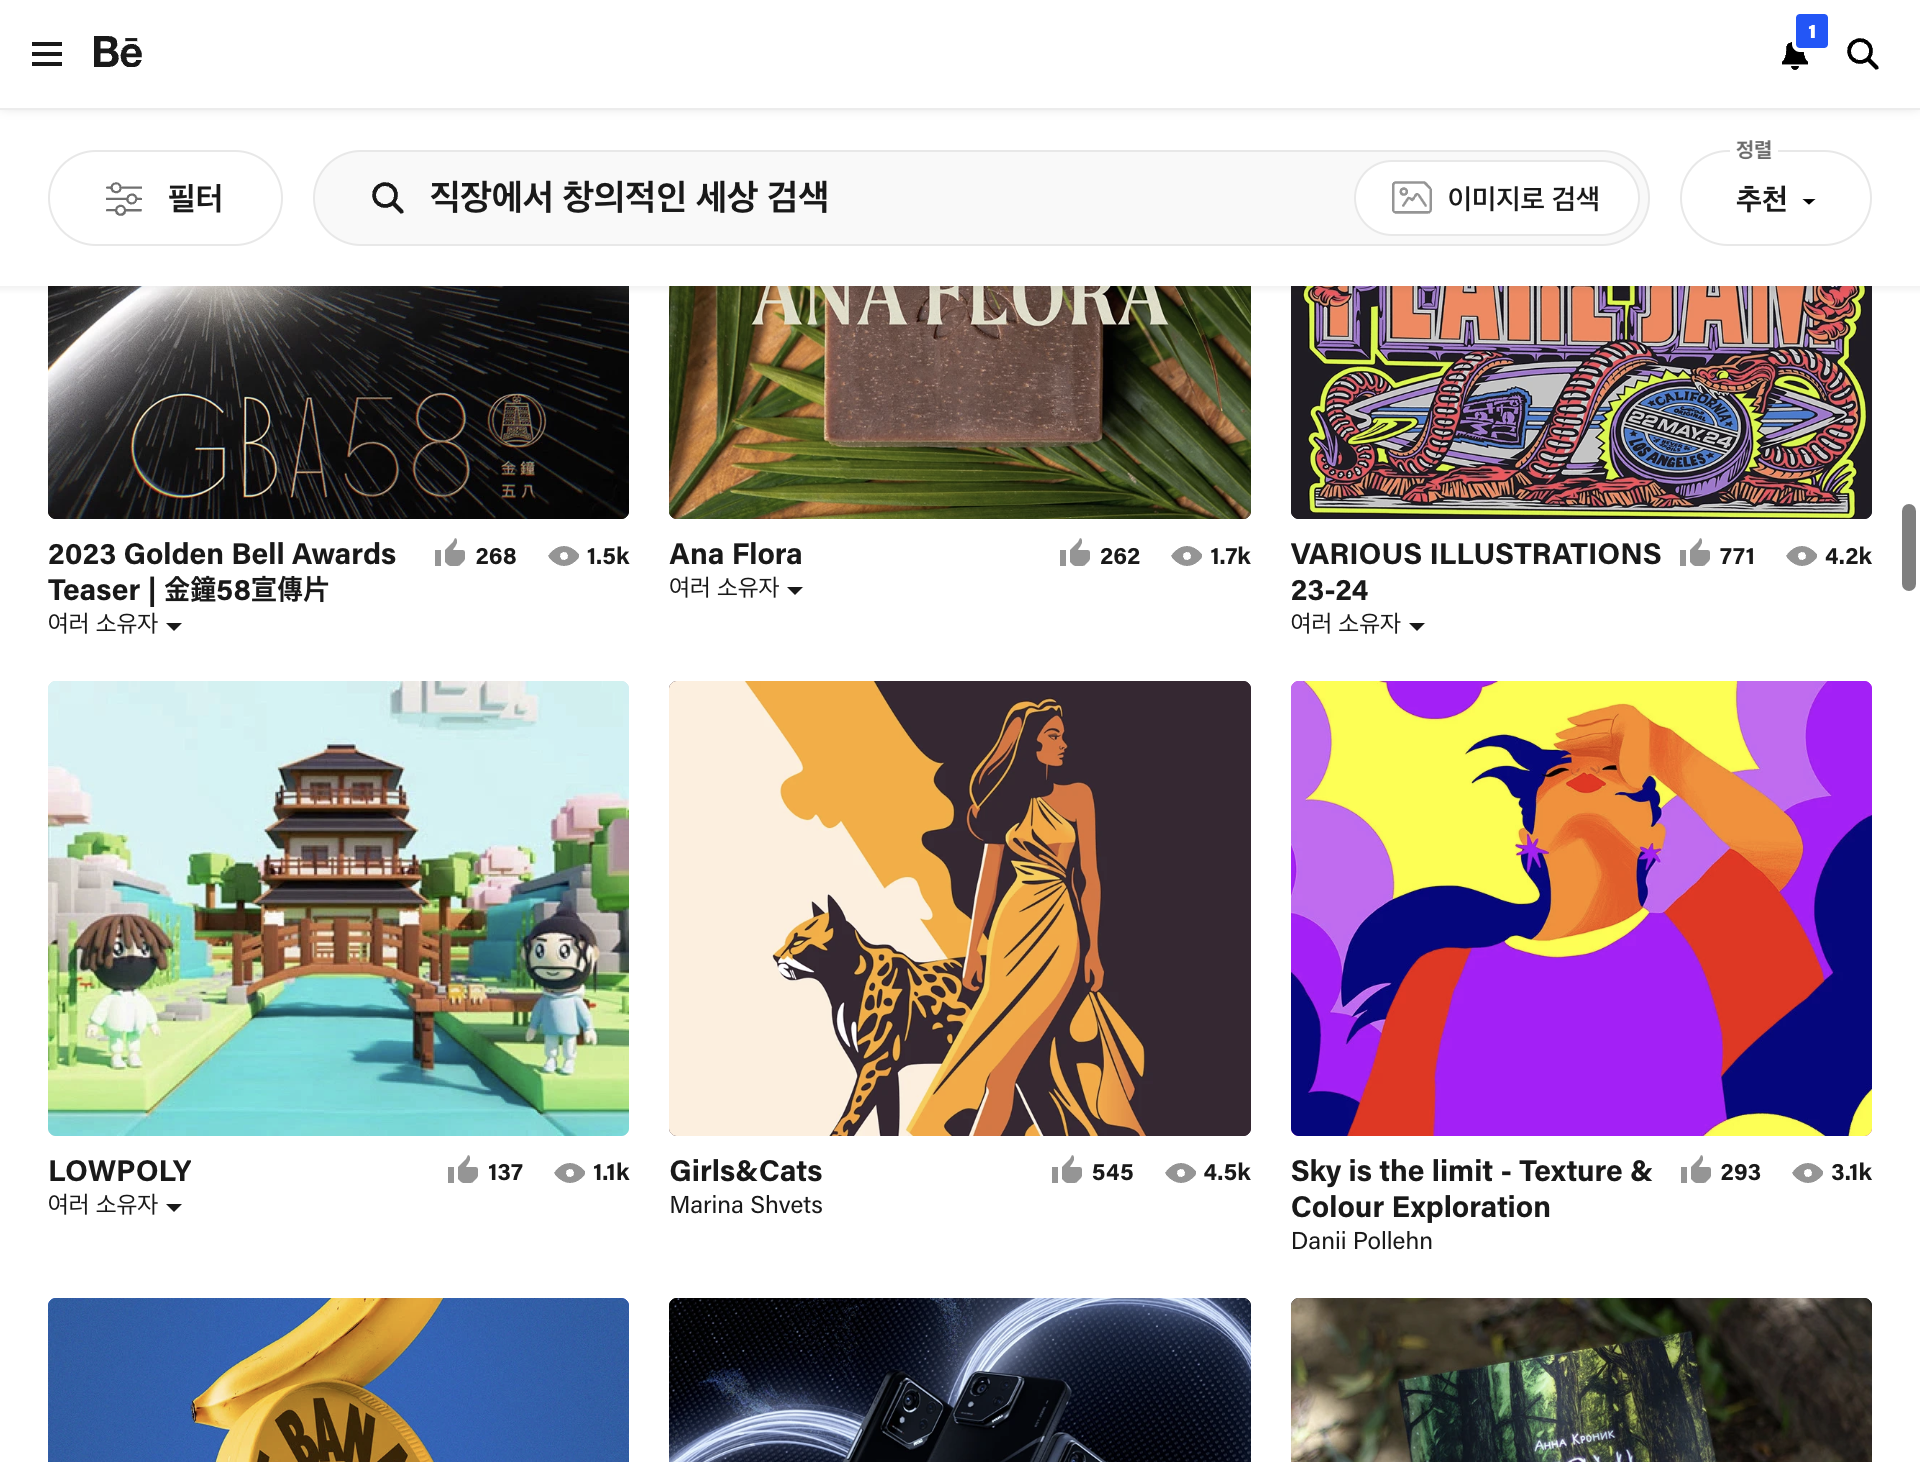 Bē
1
필터
직장에서 창의적인 세상 검색
이미지로 검색
정렬
추천
GBA58
金鐘
五八
ANA FLORA
PEARL JAM
CALIFORNIA
22MAY.24
LOS ANGELES
2023 Golden Bell Awards
Teaser | 金鐘58宣傳片
268
1.5k
여러 소유자
Ana Flora
262
1.7k
여러 소유자
VARIOUS ILLUSTRATIONS
23-24
771
4.2k
여러 소유자
LOWPOLY
137
1.1k
여러 소유자
Girls&Cats
545
4.5k
Marina Shvets
Sky is the limit - Texture &
Colour Exploration
293
3.1k
Danii Pollehn
BAN
Анна Кроник